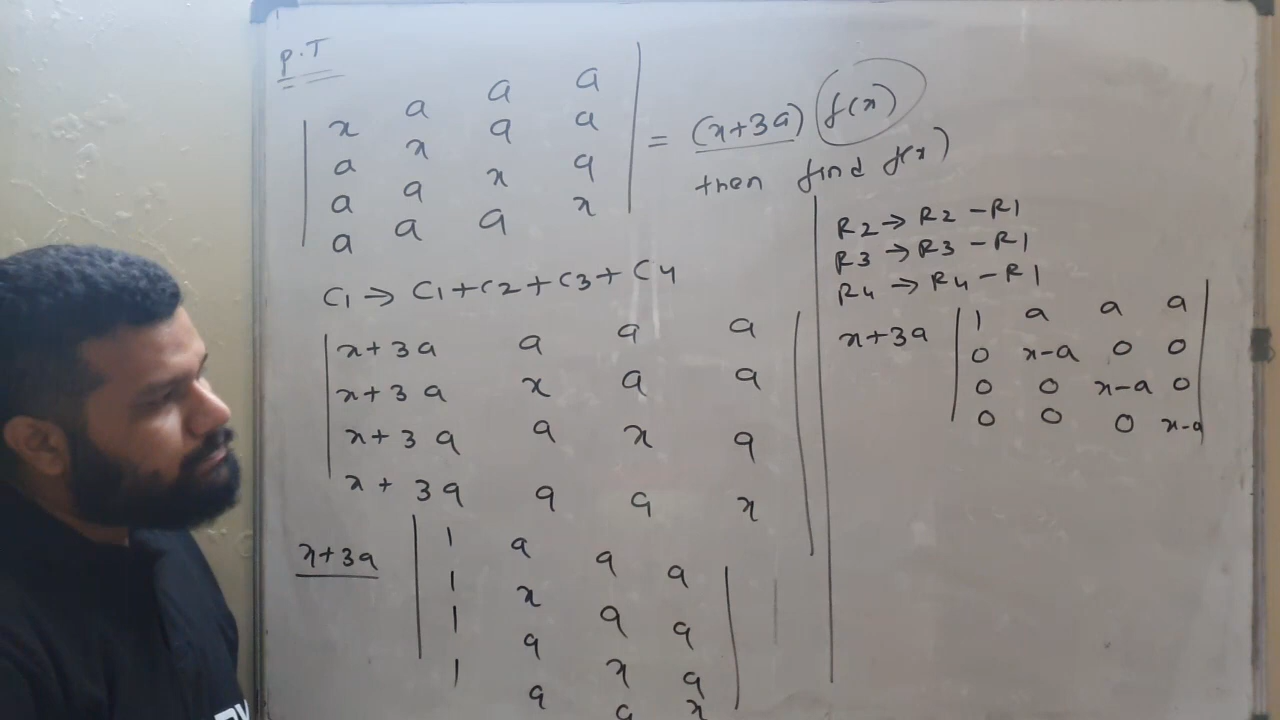 P.T
| x a a a |
| a x a a | = (x+3a) f(x)
| a a x a | then find f(x)
| a a a x |
C1 → C1+C2+C3+C4
| x+3a a a a |
| x+3a x a a |
| x+3a a x a |
| x+3a a a x |
x+3a | 1 a a a |
| 1 x a a |
| 1 a x a |
| 1 a a x |
R2 → R2 - R1
R3 → R3 - R1
R4 → R4 - R1
x+3a | 1 a a a |
| 0 x-a 0 0 |
| 0 0 x-a 0 |
| 0 0 0 x-a |